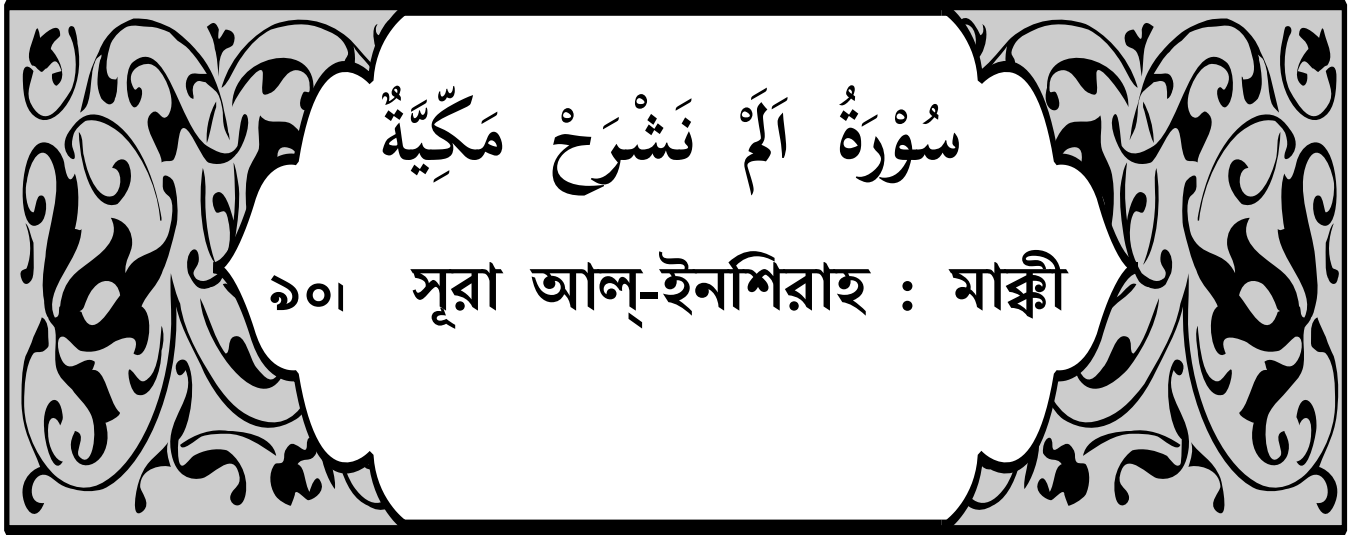 سُوْرَةُ اَلَمْ نَشْرَحْ مَكِّيَّةٌ
৯০। সূরা আল্-ইনশিরাহ : মাক্কী